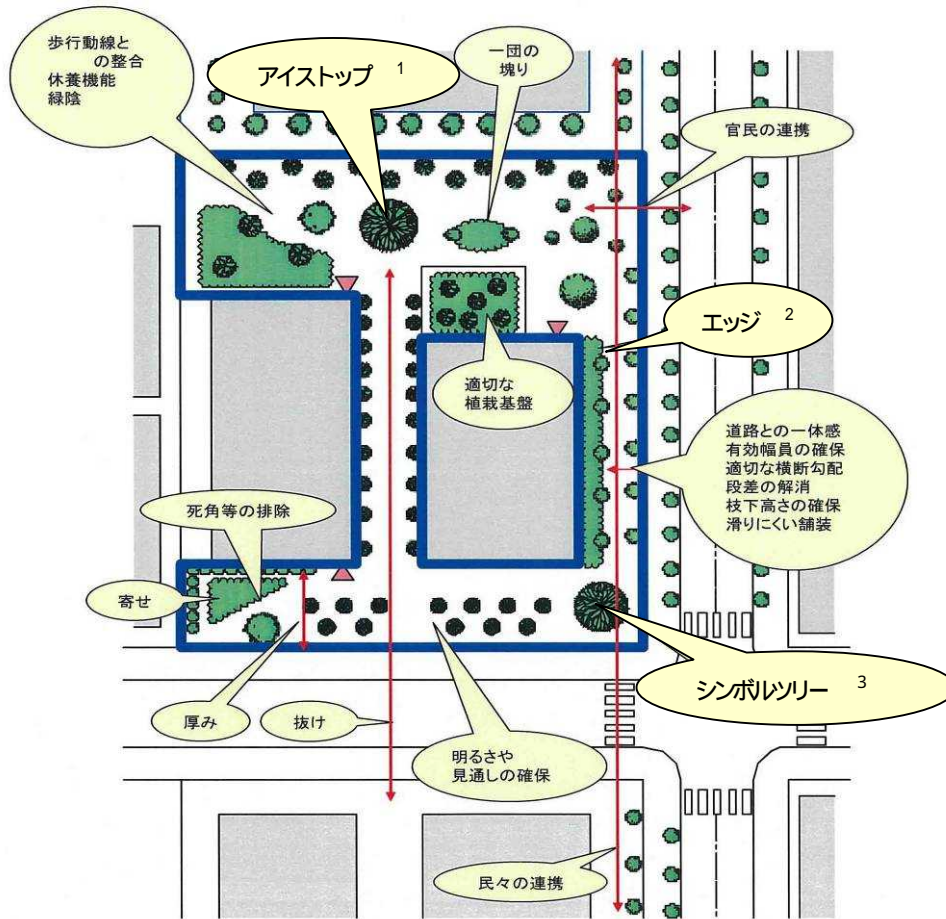 歩行動線と
の整合
休養機能
緑陰
アイストップ 1
一団の
塊り
官民の連携
エッジ 2
適切な
植栽基盤
道路との一体感
有効幅員の確保
適切な横断勾配
段差の解消
枝下高さの確保
滑りにくい舗装
死角等の排除
寄せ
シンボルツリー 3
厚み
抜け
明るさや
見通しの確保
民々の連携